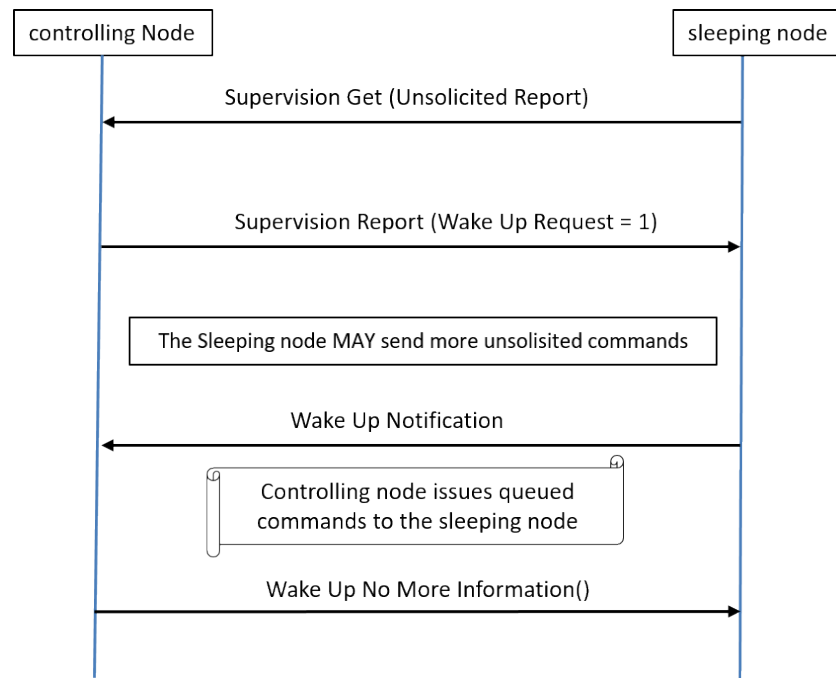 controlling Node
sleeping node
Supervision Get (Unsolicited Report)
Supervision Report (Wake Up Request = 1)
The Sleeping node MAY send more unsolisited commands
Wake Up Notification
Controlling node issues queued
commands to the sleeping node
Wake Up No More Information()